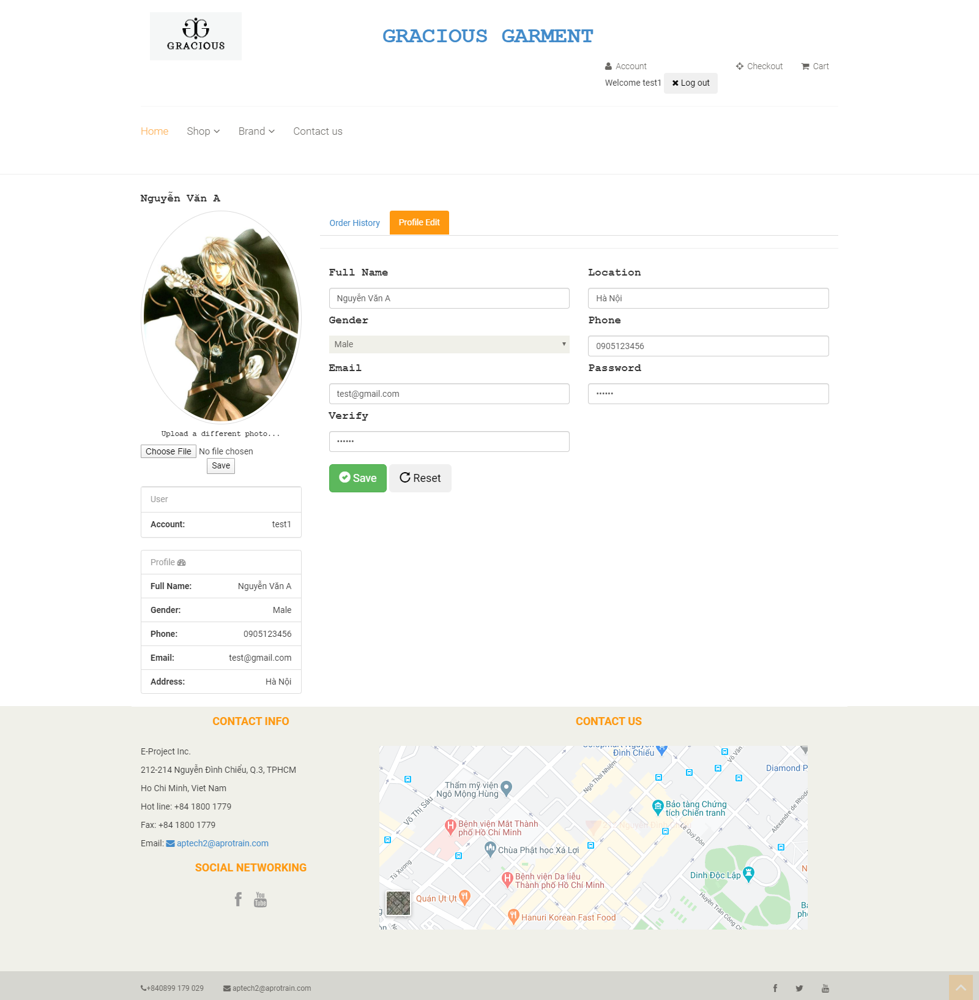 GRACIOUS
GRACIOUS GARMENT
Account
Checkout
Cart
Welcome test1
Log out
Home
Shop
Brand
Contact us
Nguyễn Văn A
Order History
Profile Edit
Full Name
Location
Nguyễn Văn A
Hà Nội
Gender
Phone
Male
0905123456
Email
Password
test@gmail.com
••••••
Verify
••••••
Save
Reset
Upload a different photo...
Choose File No file chosen
Save
User
Account: test1
Profile
Full Name: Nguyễn Văn A
Gender: Male
Phone: 0905123456
Email: test@gmail.com
Address: Hà Nội
CONTACT INFO
E-Project Inc.
212-214 Nguyễn Đình Chiểu, Q.3, TPHCM
Ho Chi Minh, Viet Nam
Hot line: +84 1800 1779
Fax: +84 1800 1779
Email: aptech2@aprotrain.com
SOCIAL NETWORKING
You
Tube
CONTACT US
Đình Chiểu
Võ Văn
Diamond P
Ngô Thời Nhiệm
Thẩm mỹ viện
Ngô Mộng Hùng
Alexandre de Rhode
Bảo tàng Chứng
tích Chiến tranh
Võ Thị Sáu
Bệnh viện Mắt Thành
phố Hồ Chí Minh
212 Nguyễn Đình Chiểu
Lê Quý Đôn
Chùa Phật học Xá Lợi
Tú Xương
Bệnh viện Da liễu
Thành phố Hồ Chí Minh
Dinh Độc Lập
Quán Ụt Ụt
Huyền Trân Công Ch
Hanuri Korean Fast Food
+840899 179 029
aptech2@aprotrain.com